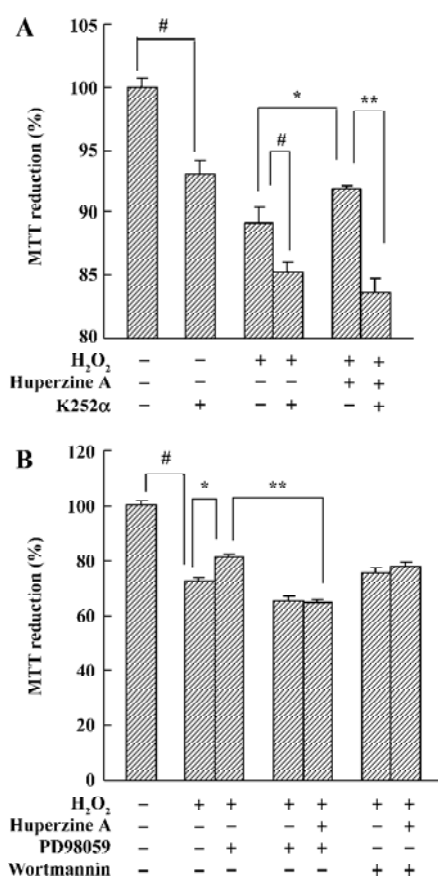 A
MTT reduction (%)
105
100
95
90
85
80
#
*
#
**
H₂O₂ – – + + + +
Huperzine A – – – – + +
K252α – + – + – +
B
MTT reduction (%)
120
100
80
60
40
20
0
#
*
**
H₂O₂ – + + + + + +
Huperzine A – – – – + – +
PD98059 – – + + + – –
Wortmannin – – – – – + +